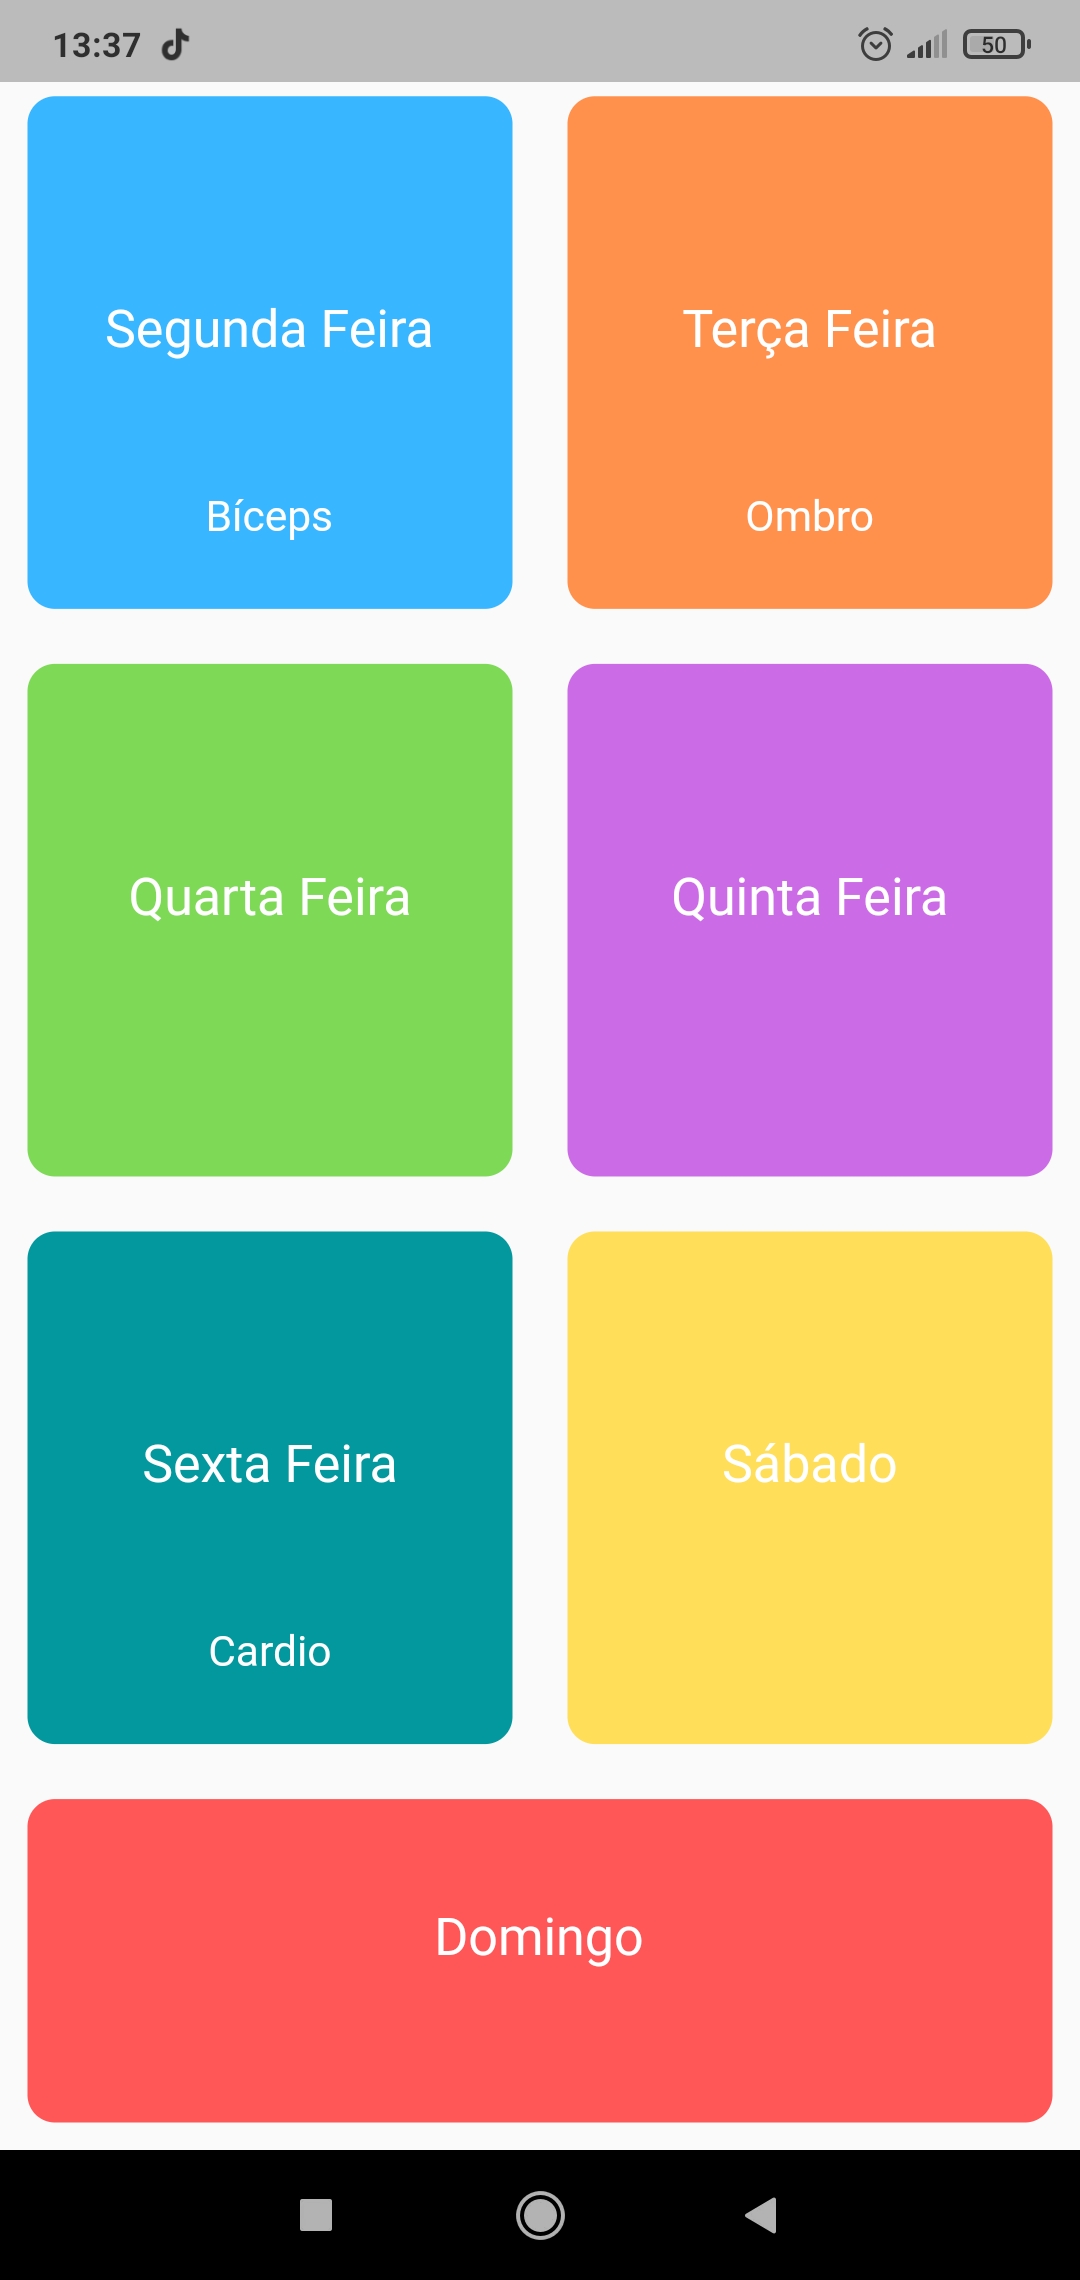 13:37
50
Segunda Feira
Bíceps
Terça Feira
Ombro
Quarta Feira
Quinta Feira
Sexta Feira
Cardio
Sábado
Domingo